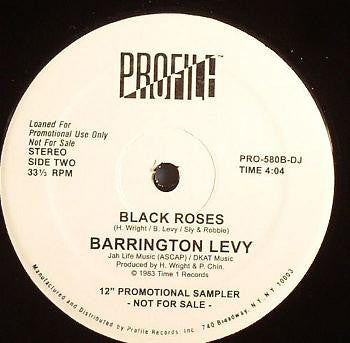 PROFILE
Loaned For
Promotional Use Only
Not For Sale
STEREO
SIDE TWO
33⅓ RPM
PRO-580B-DJ
TIME 4:04
BLACK ROSES
(H. Wright / B. Levy / Sly & Robbie)
BARRINGTON LEVY
Jah Life Music (ASCAP) / DKAT Music
Produced by H. Wright & P. Chin.
© 1983 Time 1 Records
12" PROMOTIONAL SAMPLER
- NOT FOR SALE -
Manufactured and Distributed by Profile Records, Inc. 740 Broadway, N.Y. N.Y. 10003